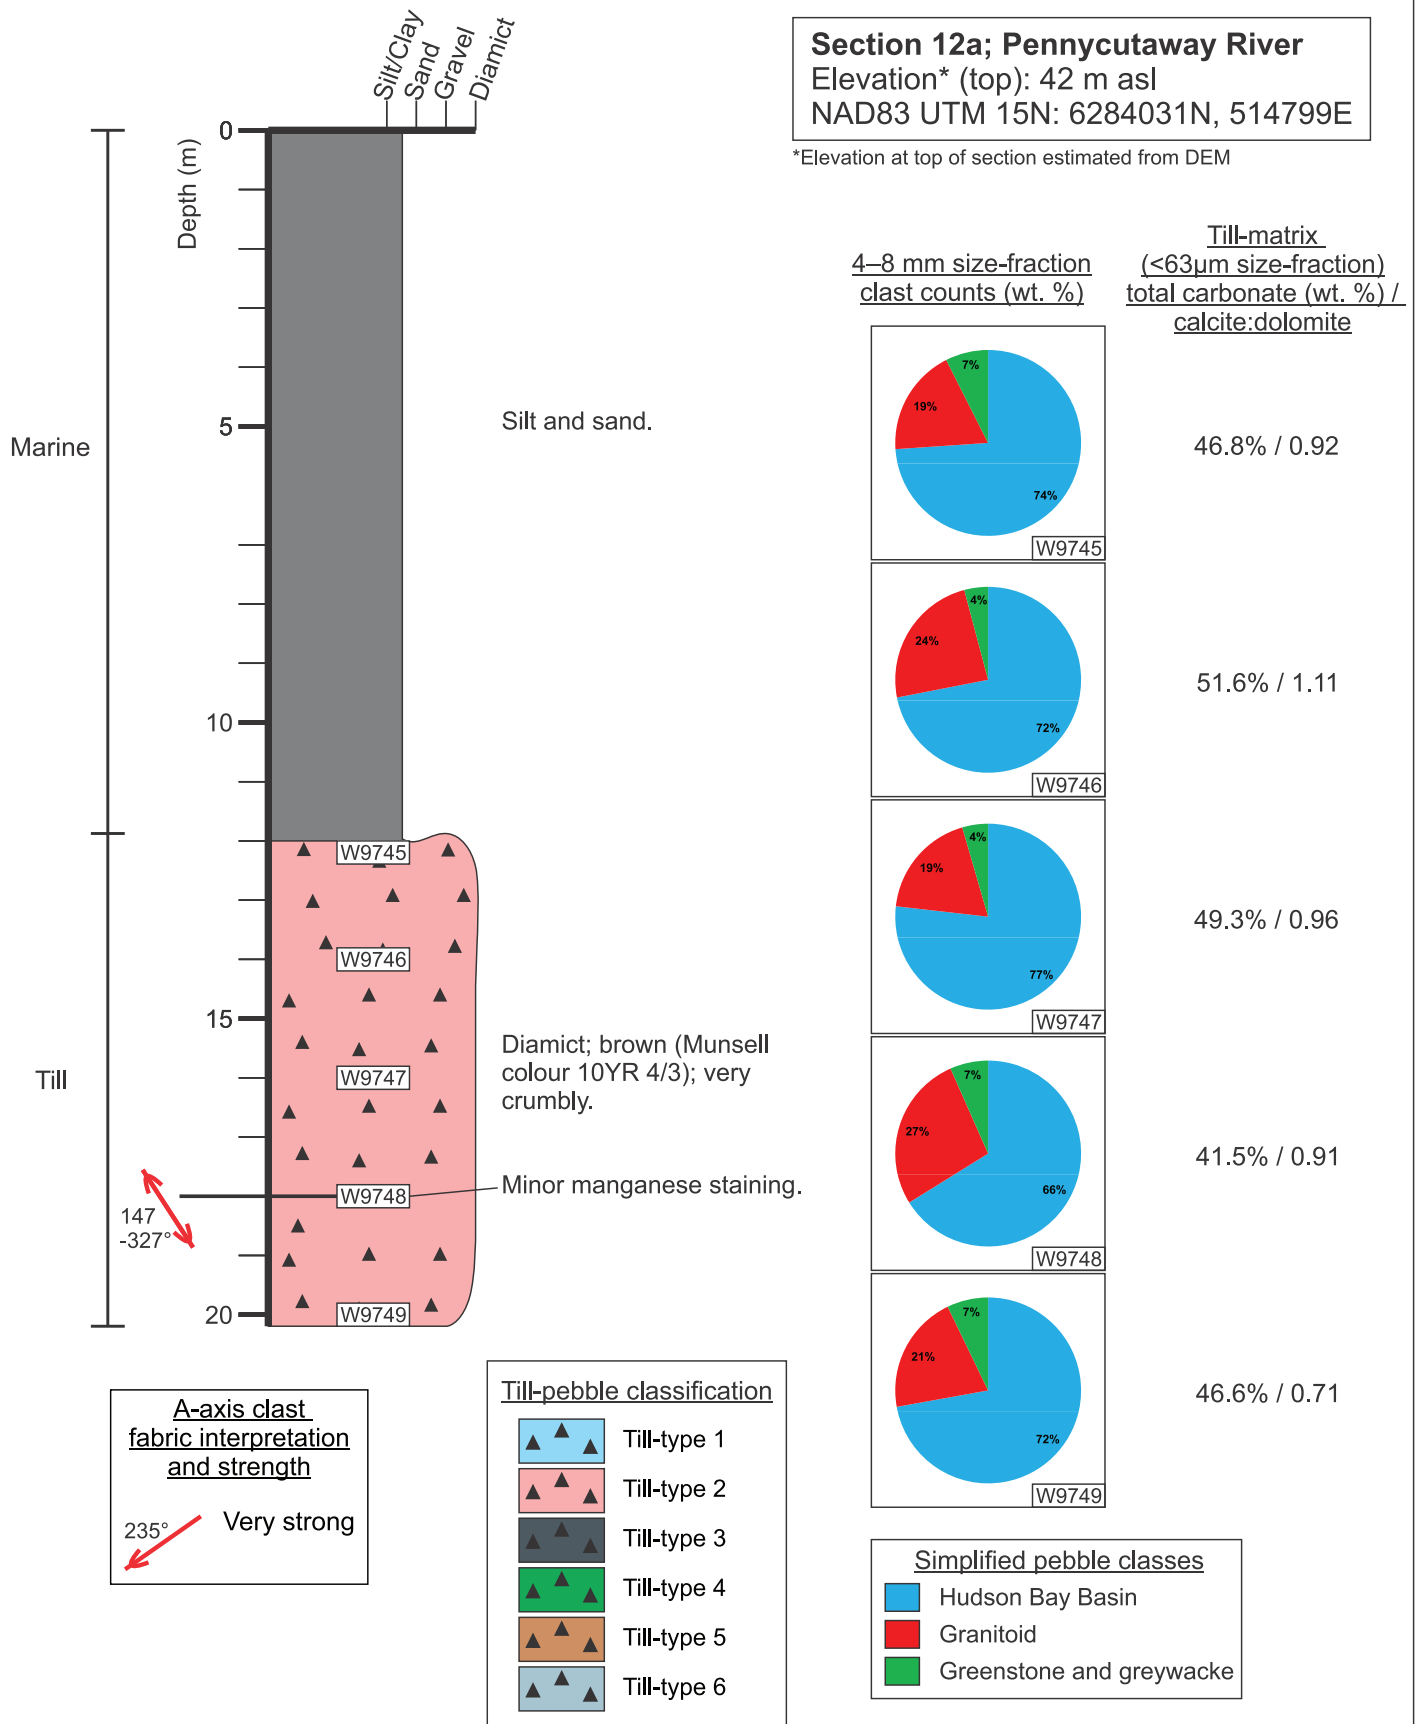 Silt/Clay
Sand
Gravel
Diamict
Section 12a; Pennycutaway River
Elevation* (top): 42 m asl
NAD83 UTM 15N: 6284031N, 514799E
*Elevation at top of section estimated from DEM
Depth (m)
0
5
10
15
20
Marine
Till
Silt and sand.
W9745
W9746
W9747
W9748
W9749
Diamict; brown (Munsell
colour 10YR 4/3); very
crumbly.
Minor manganese staining.
147
-327°
4–8 mm size-fraction
clast counts (wt. %)
Till-matrix
(<63µm size-fraction)
total carbonate (wt. %) /
calcite:dolomite
7%
19%
74%
W9745
46.8% / 0.92
4%
24%
72%
W9746
51.6% / 1.11
4%
19%
77%
W9747
49.3% / 0.96
7%
27%
66%
W9748
41.5% / 0.91
7%
21%
72%
W9749
46.6% / 0.71
A-axis clast
fabric interpretation
and strength
235°
Very strong
Till-pebble classification
Till-type 1
Till-type 2
Till-type 3
Till-type 4
Till-type 5
Till-type 6
Simplified pebble classes
Hudson Bay Basin
Granitoid
Greenstone and greywacke